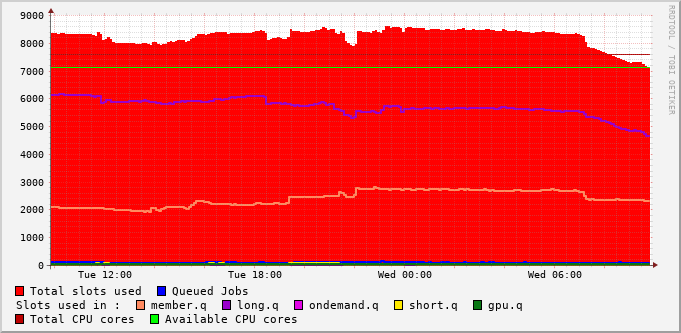 9000
8000
7000
6000
5000
4000
3000
2000
1000
0
Tue 12:00 Tue 18:00 Wed 00:00 Wed 06:00
RRDTOOL / TOBI OETIKER
Total slots used Queued Jobs
Slots used in : member.q long.q ondemand.q short.q gpu.q
Total CPU cores Available CPU cores